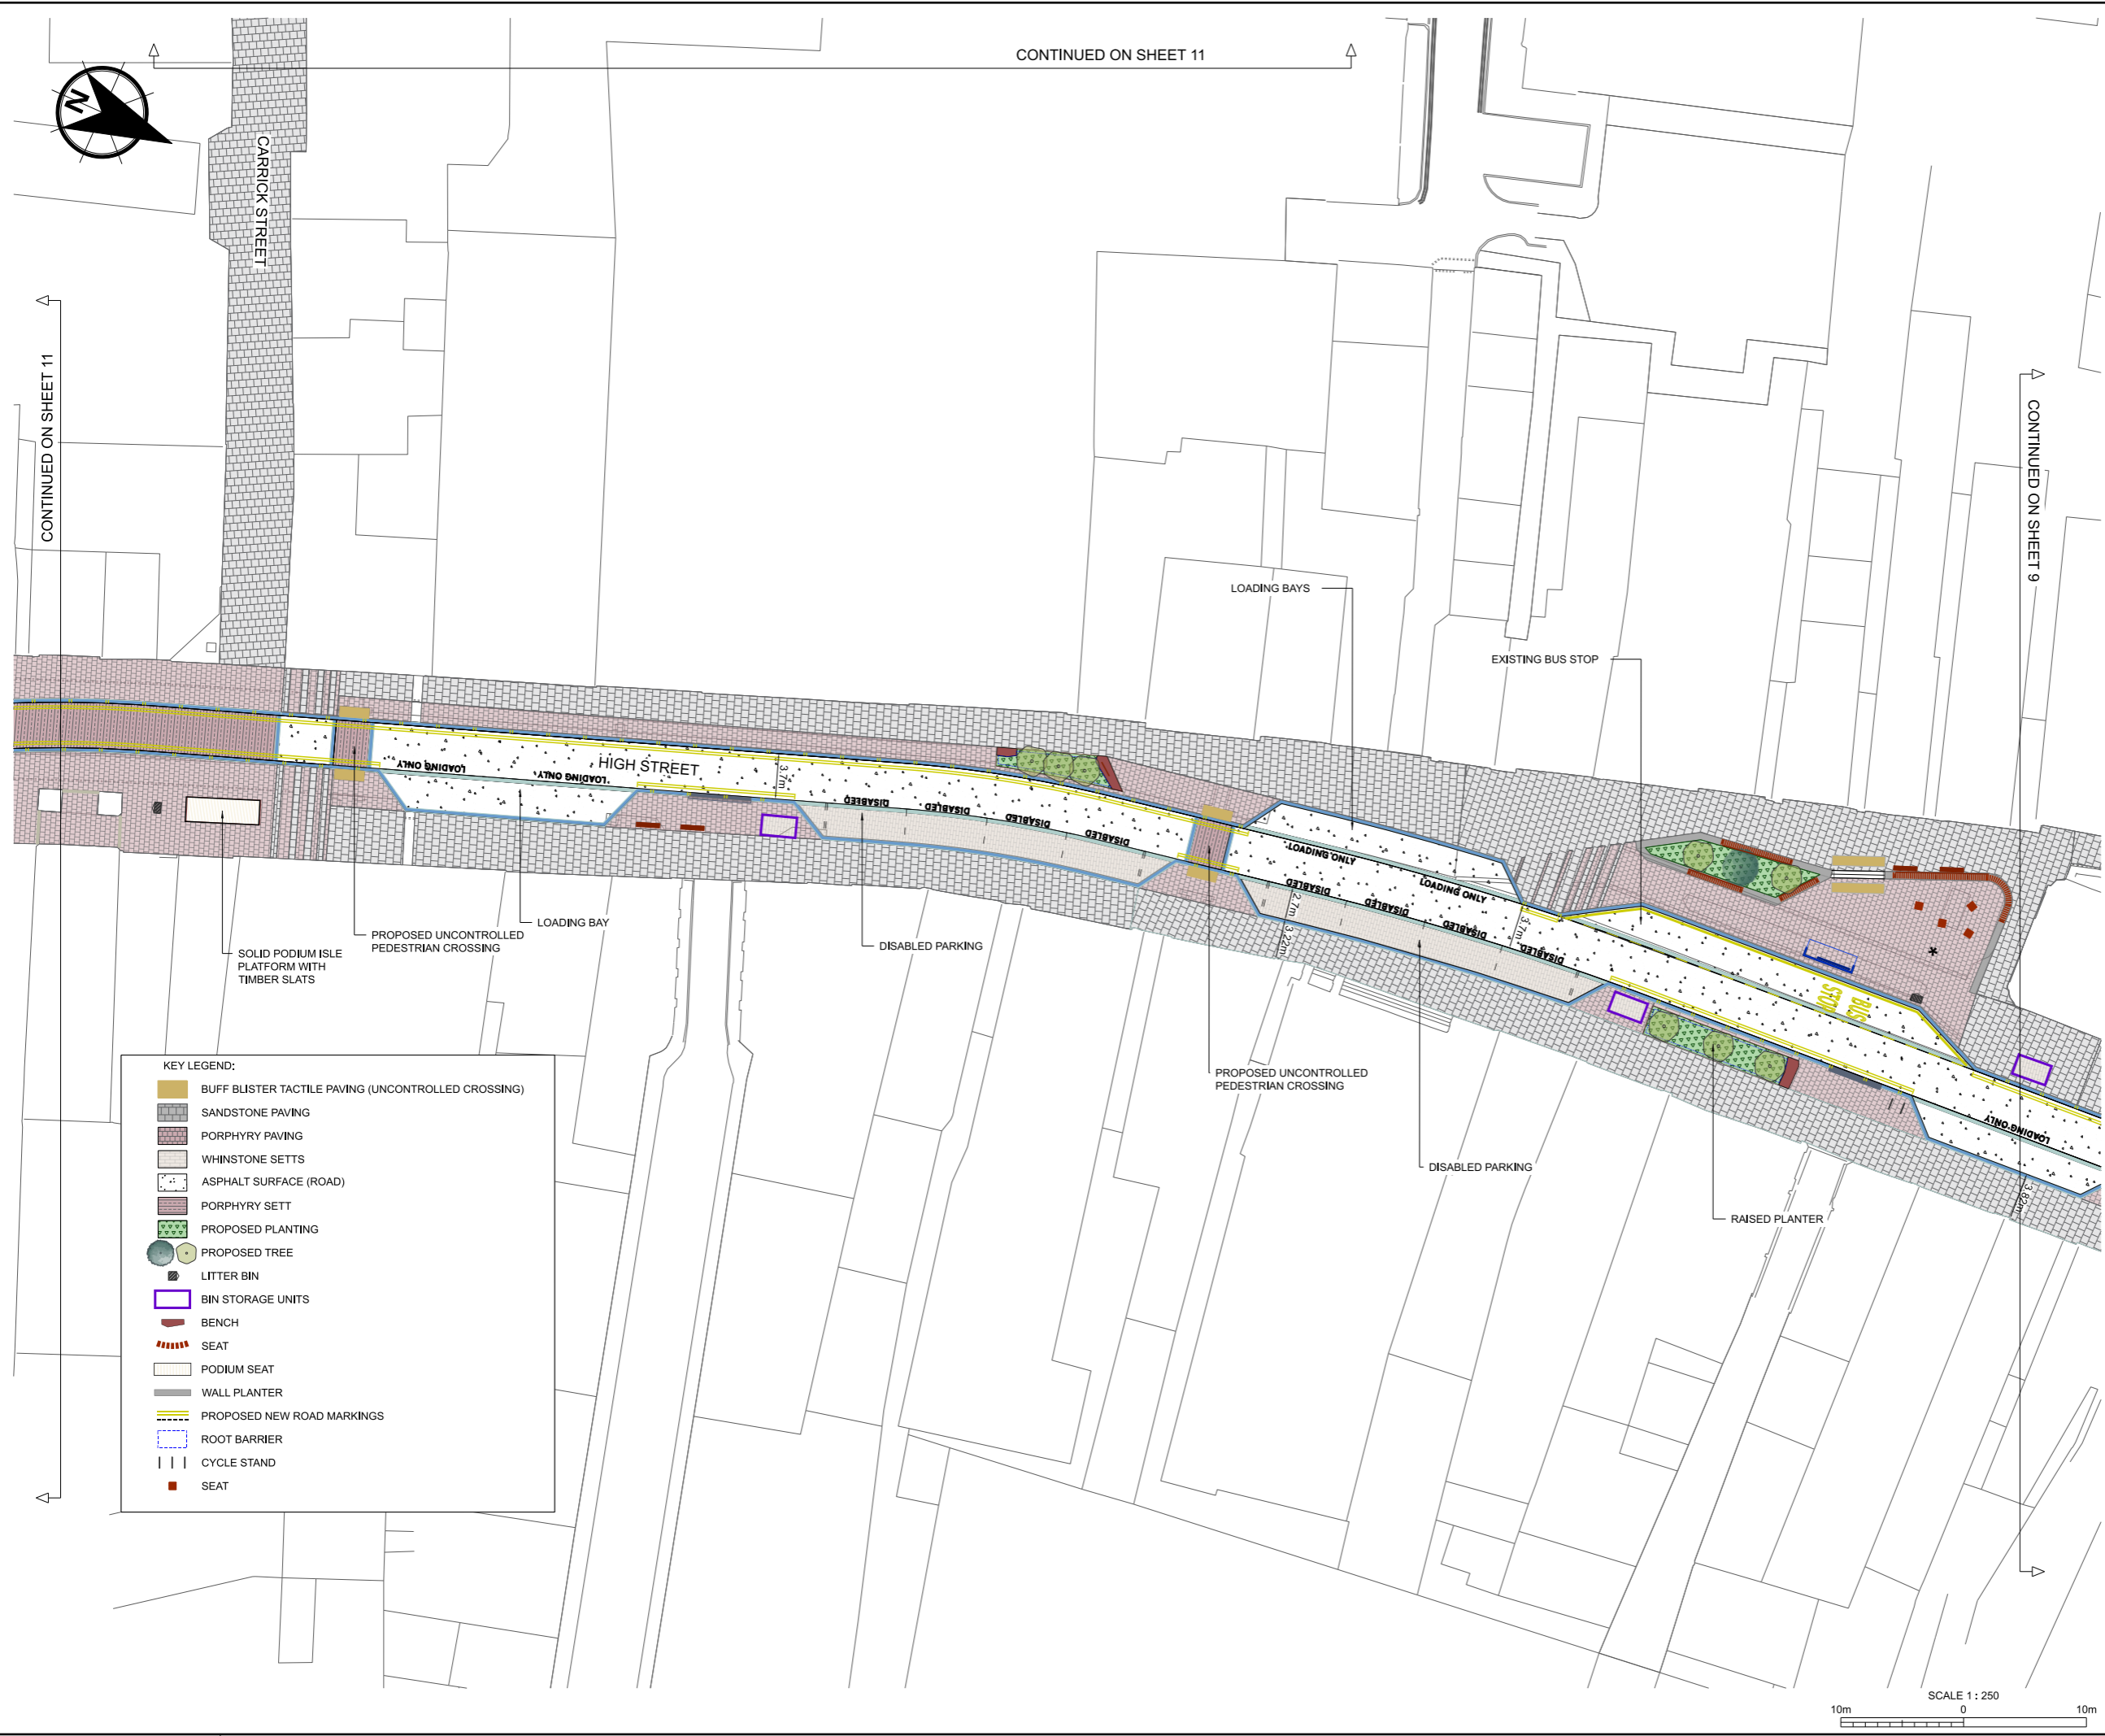 CONTINUED ON SHEET 11
N
CARRICK STREET
CONTINUED ON SHEET 11
CONTINUED ON SHEET 9
LOADING BAYS
EXISTING BUS STOP
HIGH STREET
LOADING ONLY
LOADING ONLY
3.7m
DISABLED
DISABLED
DISABLED
DISABLED
LOADING ONLY
LOADING ONLY
DISABLED
DISABLED
DISABLED
DISABLED
2.7m
3.22m
3.7m
BUS
STOP
LOADING ONLY
3.82m
LOADING BAY
PROPOSED UNCONTROLLED
PEDESTRIAN CROSSING
SOLID PODIUM ISLE
PLATFORM WITH
TIMBER SLATS
DISABLED PARKING
PROPOSED UNCONTROLLED
PEDESTRIAN CROSSING
DISABLED PARKING
RAISED PLANTER
KEY LEGEND:
BUFF BLISTER TACTILE PAVING (UNCONTROLLED CROSSING)
SANDSTONE PAVING
PORPHYRY PAVING
WHINSTONE SETTS
ASPHALT SURFACE (ROAD)
PORPHYRY SETT
PROPOSED PLANTING
PROPOSED TREE
LITTER BIN
BIN STORAGE UNITS
BENCH
SEAT
PODIUM SEAT
WALL PLANTER
PROPOSED NEW ROAD MARKINGS
ROOT BARRIER
CYCLE STAND
SEAT
SCALE 1 : 250
10m 0 10m